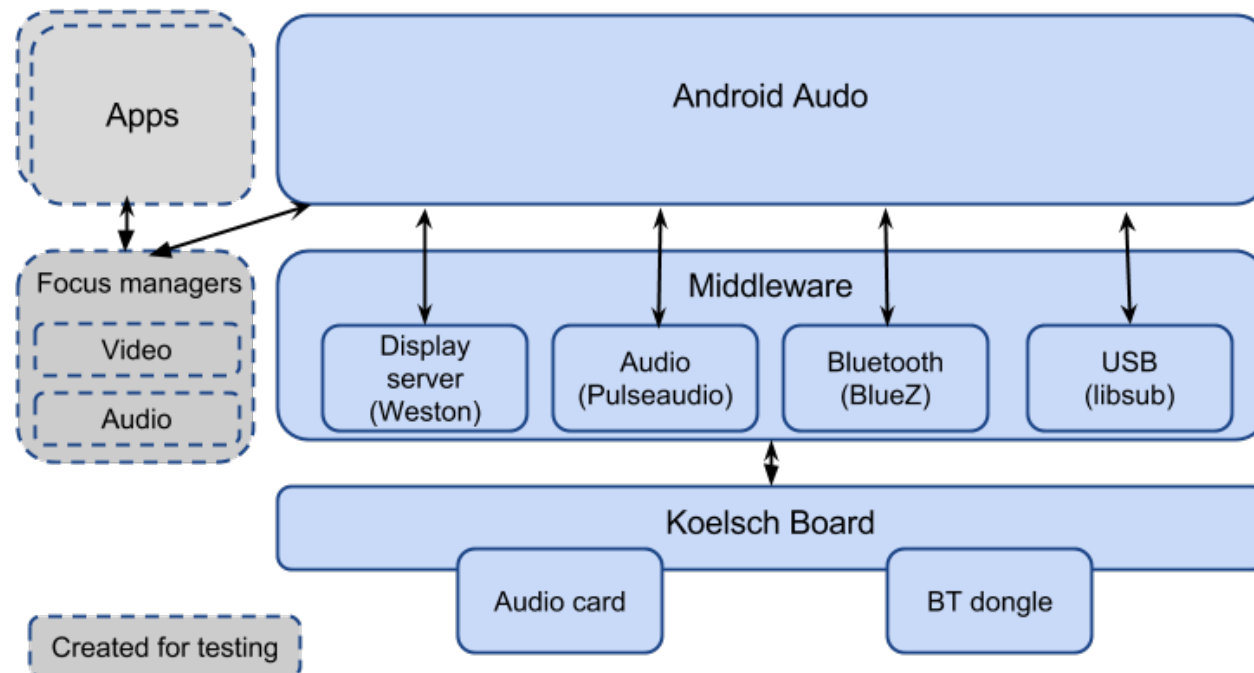 Apps
Android Audo
Focus managers
Video
Audio
Middleware
Display
server
(Weston)
Audio
(Pulseaudio)
Bluetooth
(BlueZ)
USB
(libsub)
Koelsch Board
Audio card
BT dongle
Created for testing